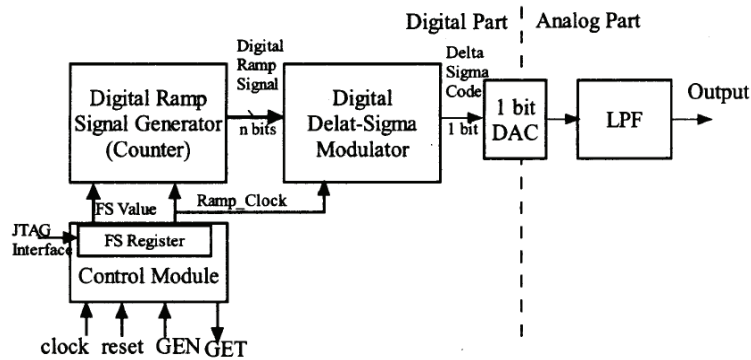 Digital Part
Analog Part
Digital
Ramp
Signal
Delta
Sigma
Code
Digital Ramp
Signal Generator
(Counter)
n bits
Digital
Delat-Sigma
Modulator
1 bit
1 bit
DAC
LPF
Output
FS Value
Ramp_Clock
JTAG
Interface
FS Register
Control Module
clock reset GEN GET